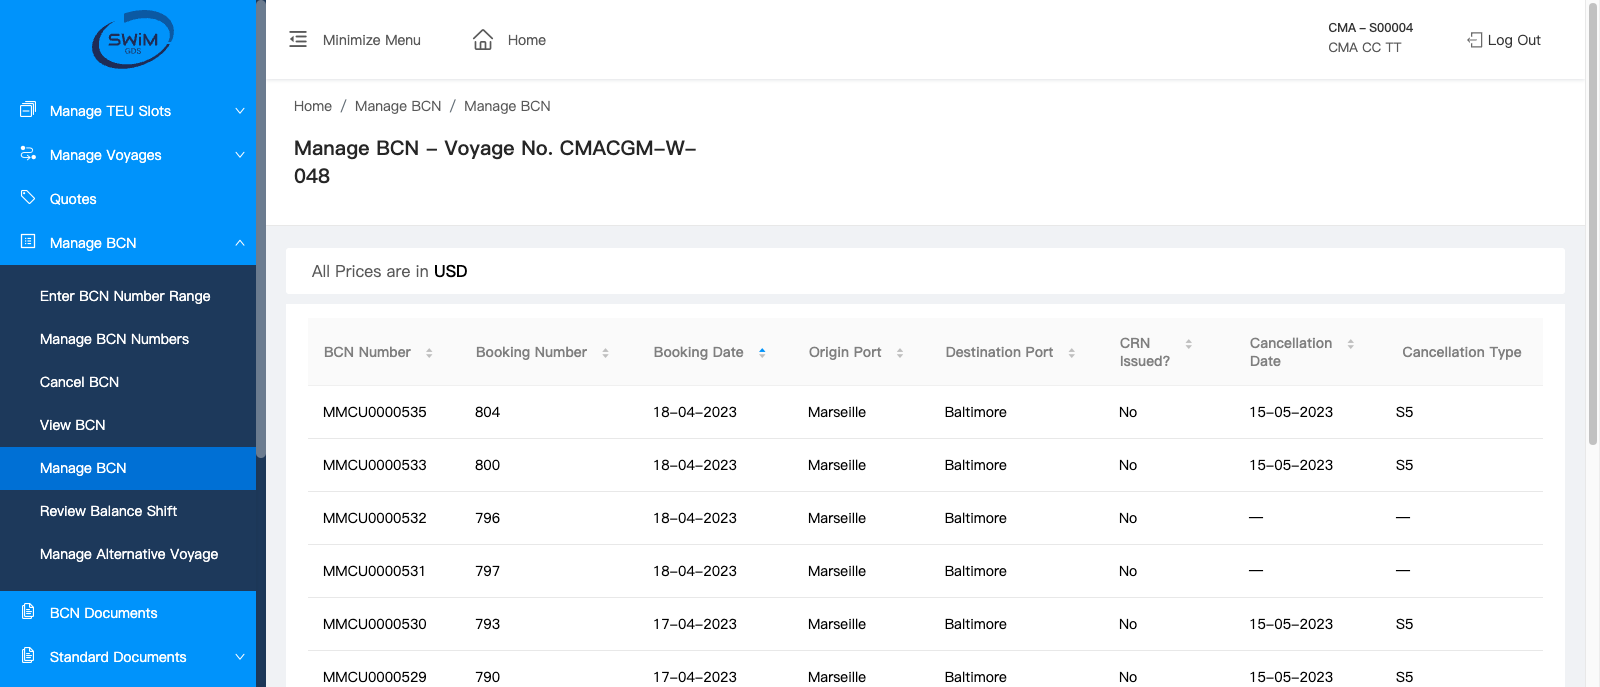 SWiM
GDS
Minimize Menu
Home
CMA – S00004
CMA CC TT
Log Out
Manage TEU Slots
Manage Voyages
Quotes
Manage BCN
Enter BCN Number Range
Manage BCN Numbers
Cancel BCN
View BCN
Manage BCN
Review Balance Shift
Manage Alternative Voyage
BCN Documents
Standard Documents
Home / Manage BCN / Manage BCN
Manage BCN – Voyage No. CMACGM–W–
048
All Prices are in USD
BCN Number Booking Number Booking Date Origin Port Destination Port CRN Issued? Cancellation Date Cancellation Type
MMCU0000535 804 18–04–2023 Marseille Baltimore No 15–05–2023 S5
MMCU0000533 800 18–04–2023 Marseille Baltimore No 15–05–2023 S5
MMCU0000532 796 18–04–2023 Marseille Baltimore No — —
MMCU0000531 797 18–04–2023 Marseille Baltimore No — —
MMCU0000530 793 17–04–2023 Marseille Baltimore No 15–05–2023 S5
MMCU0000529 790 17–04–2023 Marseille Baltimore No 15–05–2023 S5